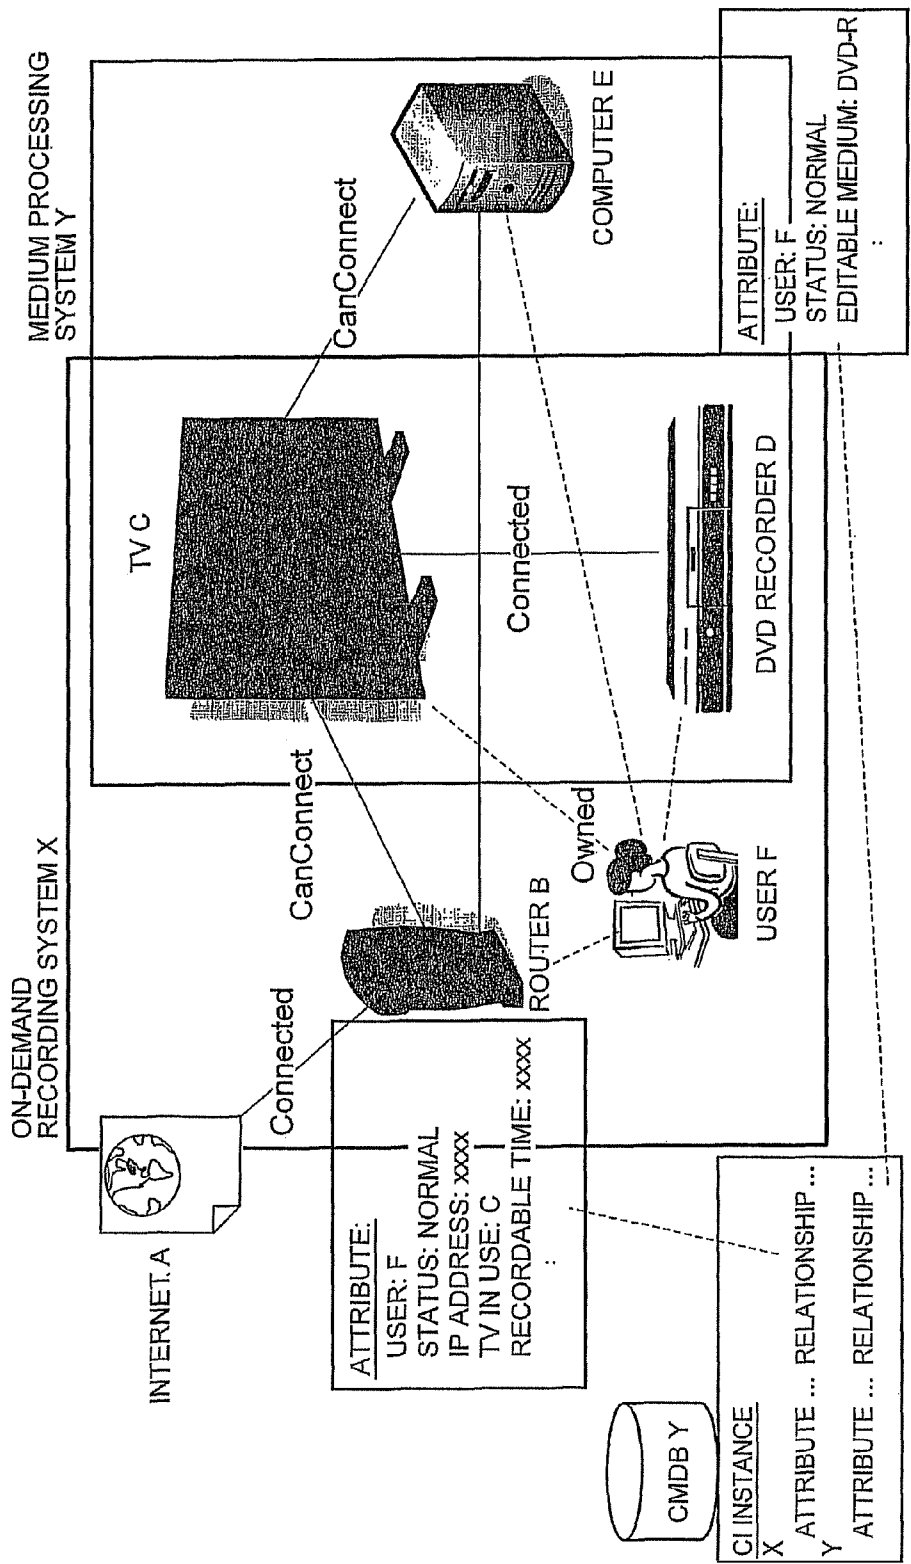 ON-DEMAND
RECORDING SYSTEM X
MEDIUM PROCESSING
SYSTEM Y
INTERNET A
TV C
Connected
CanConnect
CanConnect
COMPUTER E
ROUTER B
Connected
Owned
USER F
DVD RECORDER D
ATTRIBUTE:
USER: F
STATUS: NORMAL
IP ADDRESS: xxxx
TV IN USE: C
RECORDABLE TIME: xxxx
:
ATTRIBUTE:
USER: F
STATUS: NORMAL
EDITABLE MEDIUM: DVD-R
:
CMDB Y
CI INSTANCE
X
ATTRIBUTE ... RELATIONSHIP ...
Y
ATTRIBUTE ... RELATIONSHIP ...